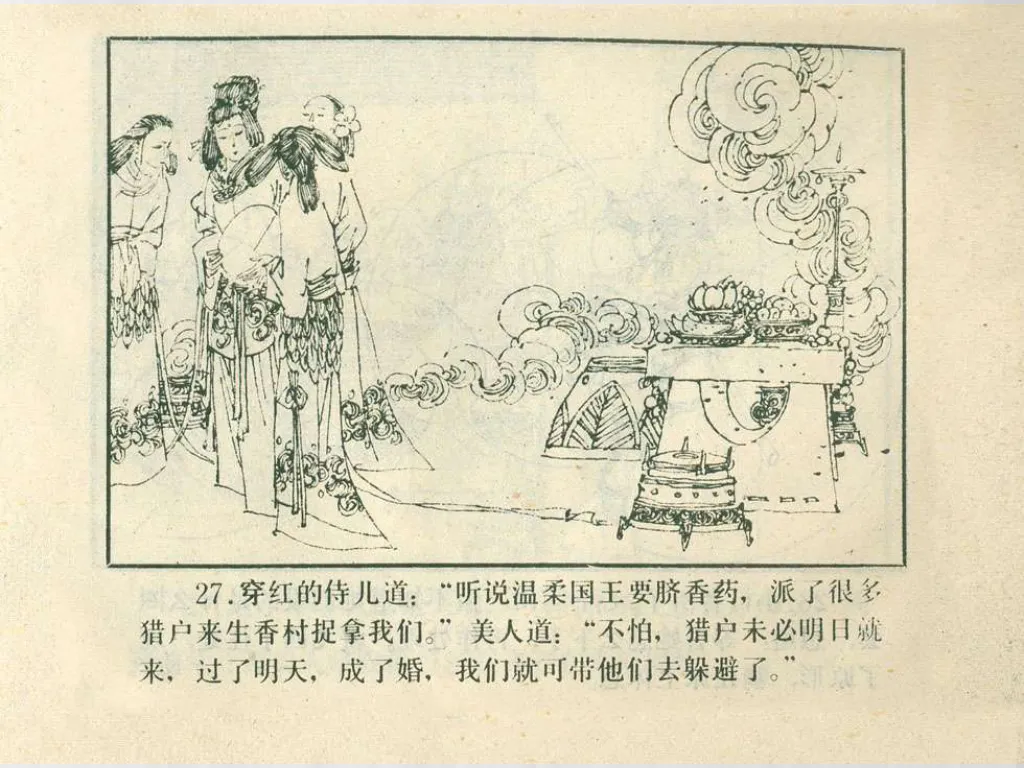 27.穿红的侍儿道：“听说温柔国王要脐香药，派了很多
猎户来生香村捉拿我们。”美人道：“不怕，猎户未必明日就
来，过了明天，成了婚，我们就可带他们去躲避了。”